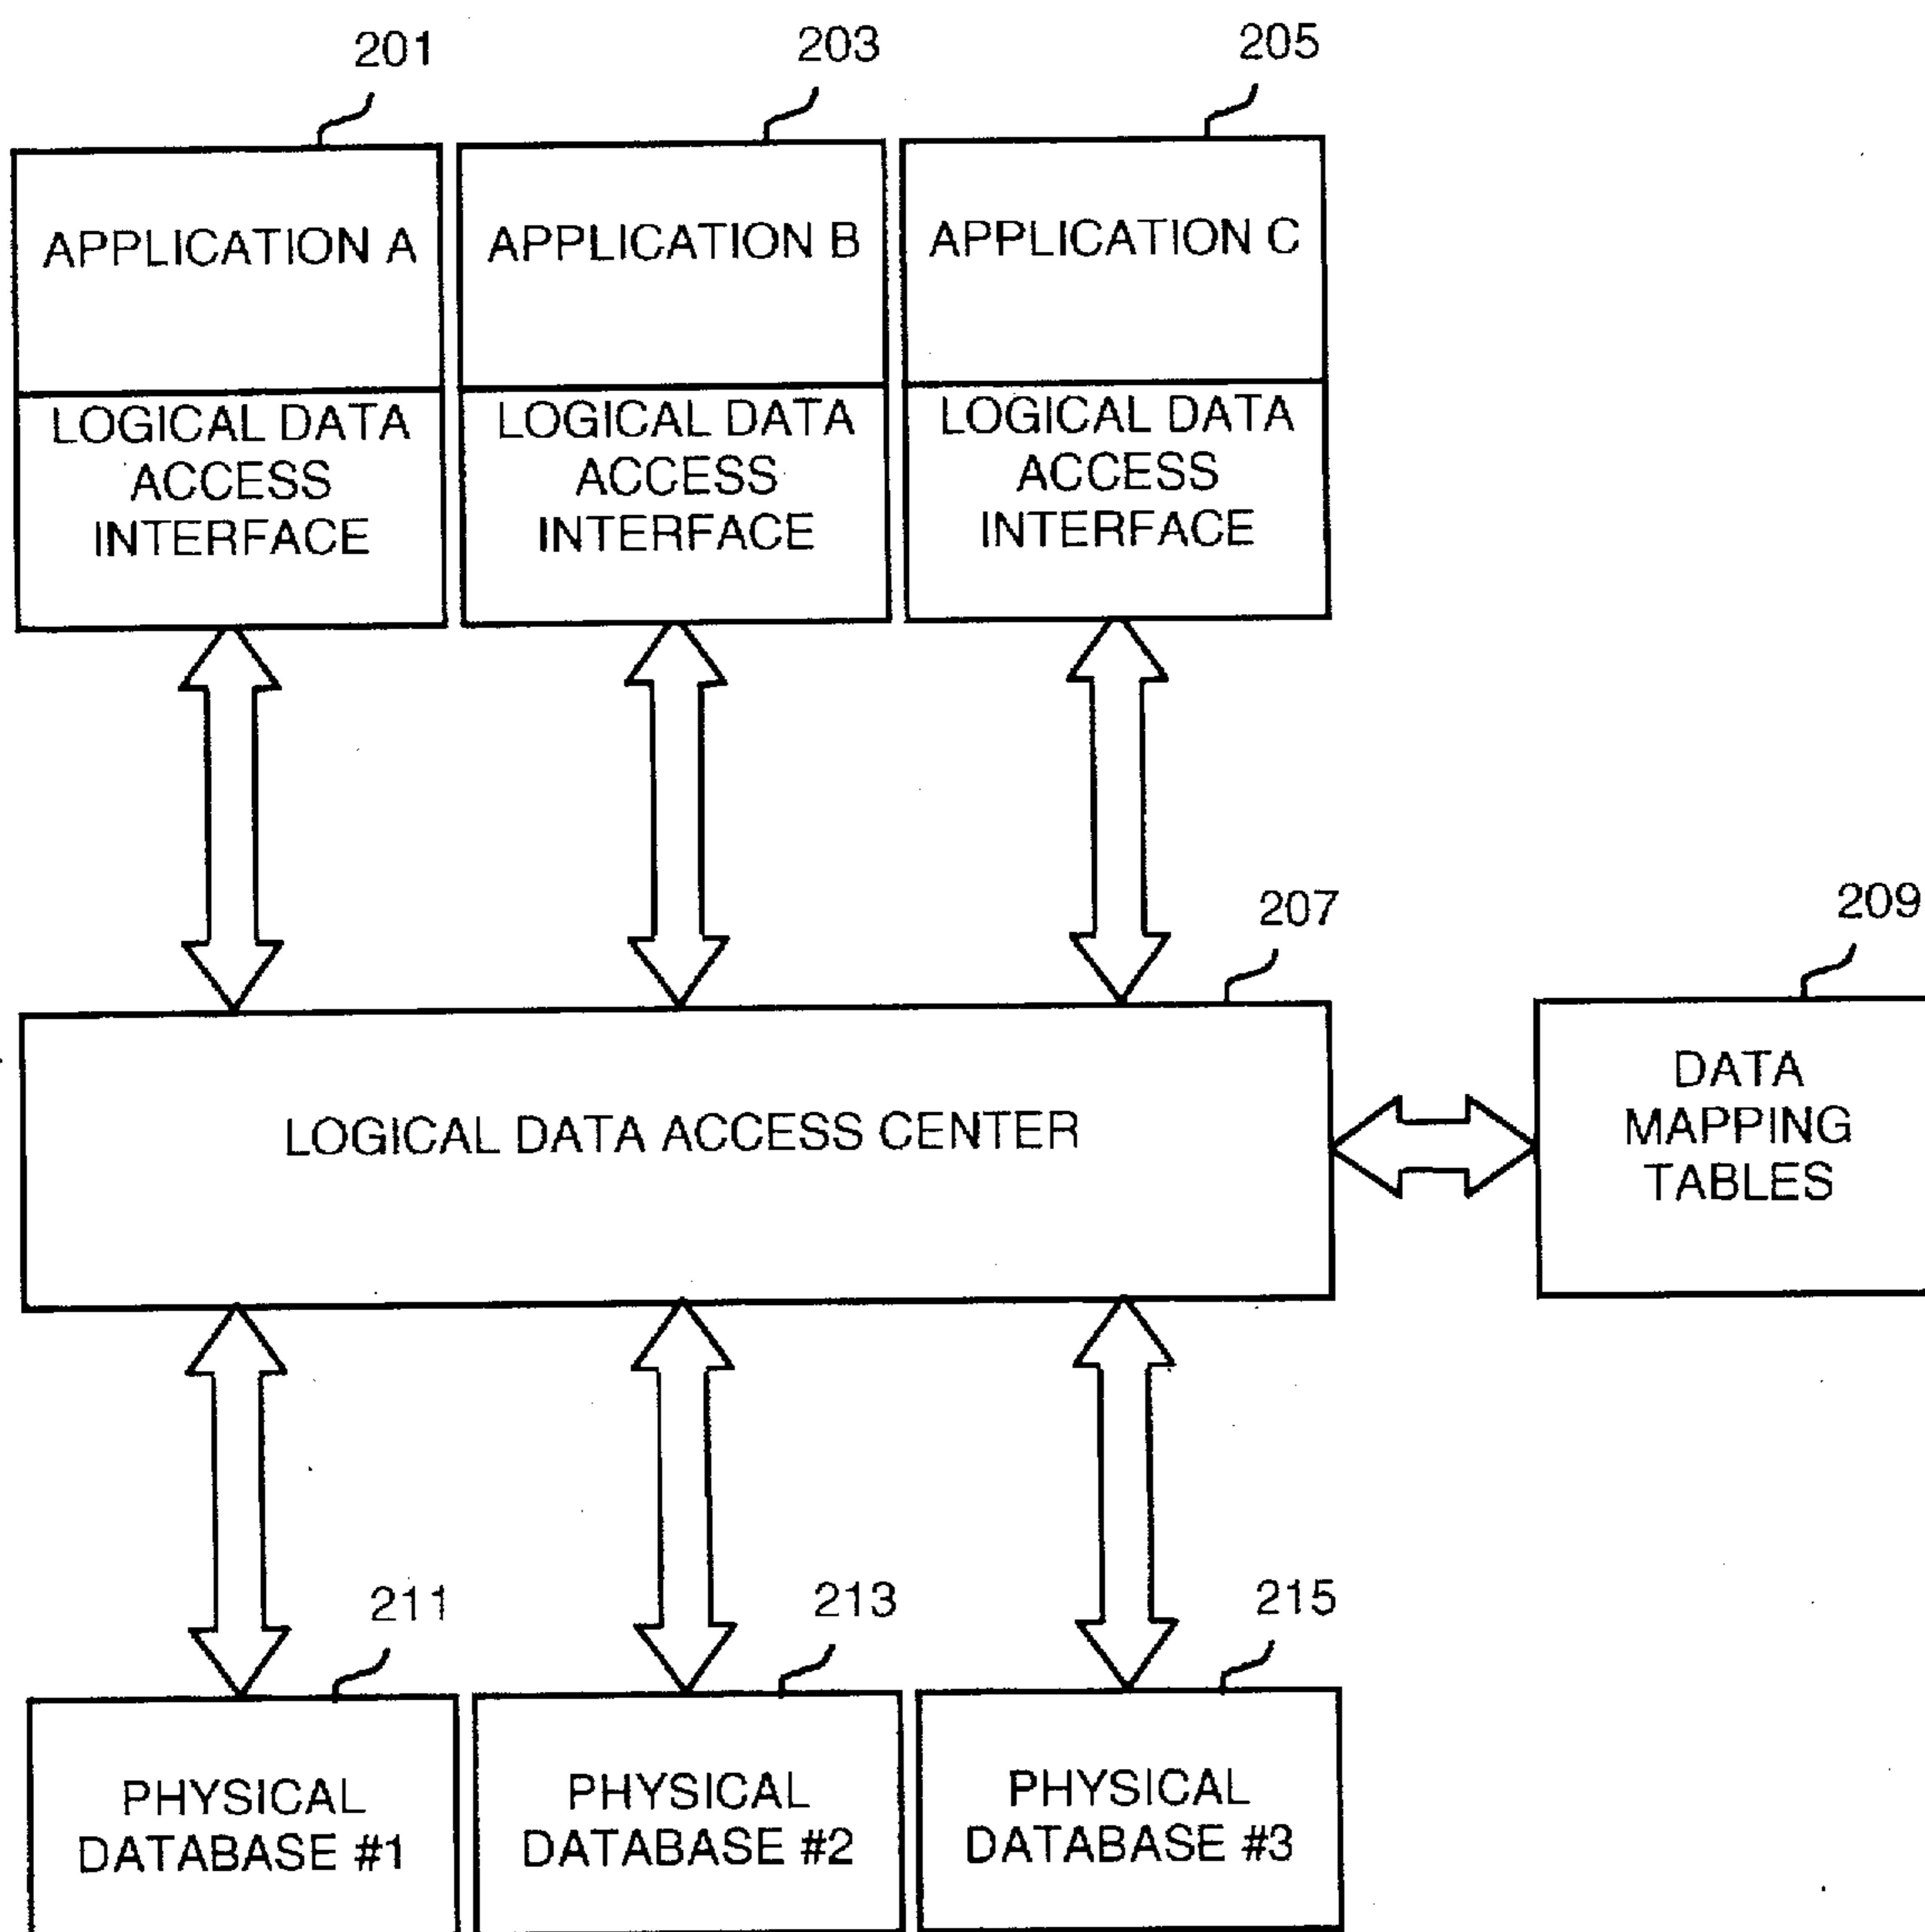 201
203
205
APPLICATION A
APPLICATION B
APPLICATION C
LOGICAL DATA
ACCESS
INTERFACE
LOGICAL DATA
ACCESS
INTERFACE
LOGICAL DATA
ACCESS
INTERFACE
207
209
LOGICAL DATA ACCESS CENTER
DATA
MAPPING
TABLES
211
213
215
PHYSICAL
DATABASE #1
PHYSICAL
DATABASE #2
PHYSICAL
DATABASE #3